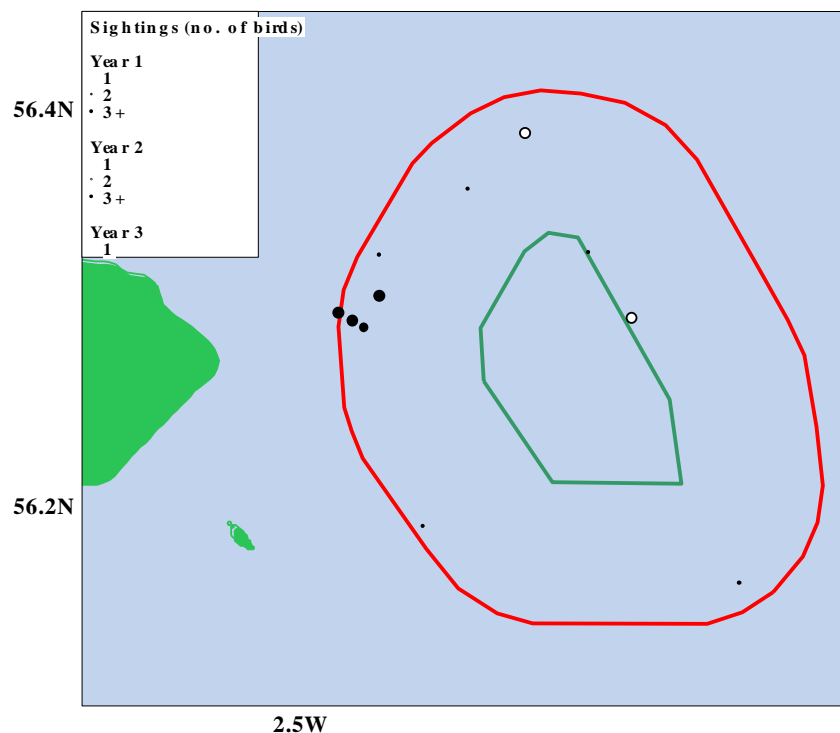 Sightings (no. of birds)
Year 1
1
2
3+
Year 2
1
2
3+
Year 3
1
56.4N
56.2N
2.5W